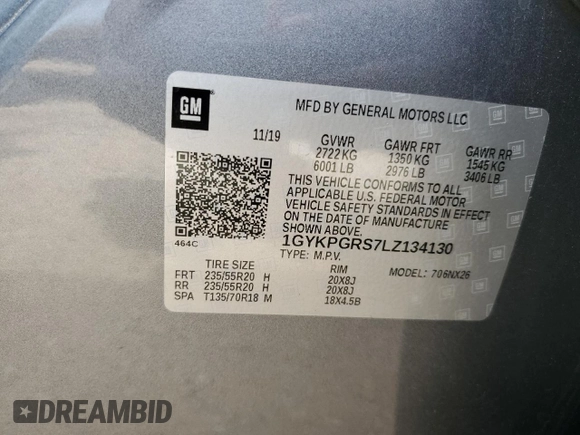 GM
MFD BY GENERAL MOTORS LLC
11/19 GVWR GAWR FRT GAWR RR
2722 KG 1350 KG 1545 KG
6001 LB 2976 LB 3406 LB
THIS VEHICLE CONFORMS TO ALL
APPLICABLE U.S. FEDERAL MOTOR
VEHICLE SAFETY STANDARDS IN EFFECT
ON THE DATE OF MANUFACTURE
SHOWN ABOVE.
464C 1GYKPGRS7LZ134130
TYPE: M.P.V.
TIRE SIZE RIM MODEL: 706NX26
FRT 235/55R20 H 20X8J
RR 235/55R20 H 20X8J
SPA T135/70R18 M 18X4.5B
DREAMBID